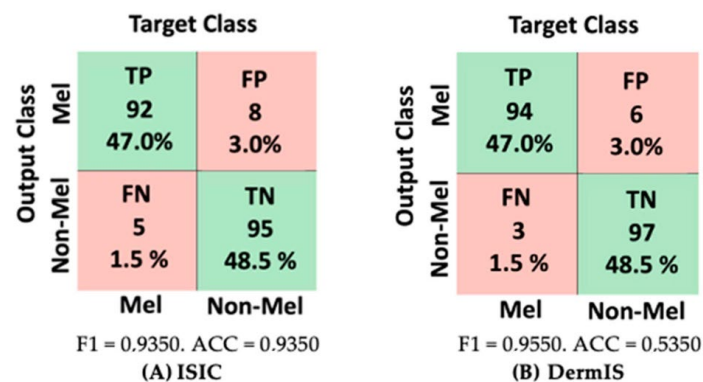 Target Class
Output Class
Mel
Non-Mel
TP
92
47.0%
FP
8
3.0%
FN
5
1.5 %
TN
95
48.5 %
Mel
Non-Mel
F1 = 0.9350. ACC = 0.9350
(A) ISIC
Target Class
Output Class
Mel
Non-Mel
TP
94
47.0%
FP
6
3.0%
FN
3
1.5 %
TN
97
48.5 %
Mel
Non-Mel
F1 = 0.9550. ACC = 0.5350
(B) DermIS